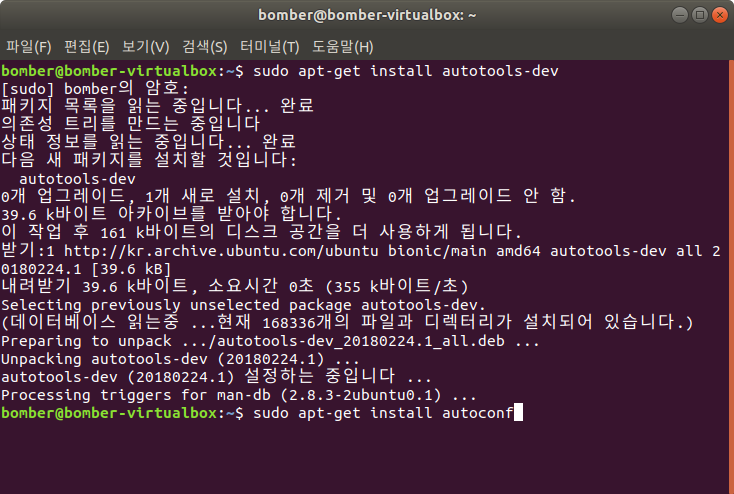 bomber@bomber-virtualbox: ~
파일(F) 편집(E) 보기(V) 검색(S) 터미널(T) 도움말(H)
bomber@bomber-virtualbox:~$ sudo apt-get install autotools-dev
[sudo] bomber의 암호:
패키지 목록을 읽는 중입니다... 완료
의존성 트리를 만드는 중입니다
상태 정보를 읽는 중입니다... 완료
다음 새 패키지를 설치할 것입니다:
  autotools-dev
0개 업그레이드, 1개 새로 설치, 0개 제거 및 0개 업그레이드 안 함.
39.6 k바이트 아카이브를 받아야 합니다.
이 작업 후 161 k바이트의 디스크 공간을 더 사용하게 됩니다.
받기:1 http://kr.archive.ubuntu.com/ubuntu bionic/main amd64 autotools-dev all 2
0180224.1 [39.6 kB]
내려받기 39.6 k바이트, 소요시간 0초 (355 k바이트/초)
Selecting previously unselected package autotools-dev.
(데이터베이스 읽는중 ...현재 168336개의 파일과 디렉터리가 설치되어 있습니다.)
Preparing to unpack .../autotools-dev_20180224.1_all.deb ...
Unpacking autotools-dev (20180224.1) ...
autotools-dev (20180224.1) 설정하는 중입니다 ...
Processing triggers for man-db (2.8.3-2ubuntu0.1) ...
bomber@bomber-virtualbox:~$ sudo apt-get install autoconf